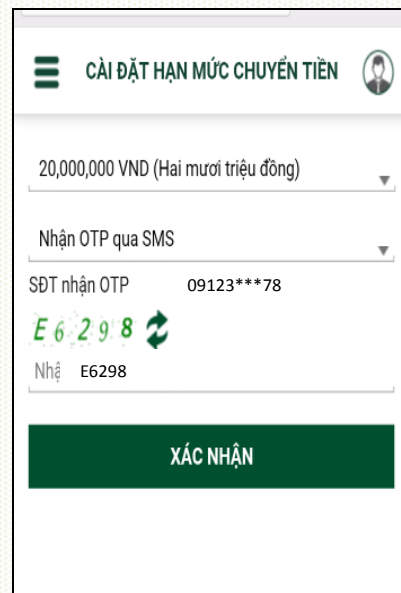 CÀI ĐẶT HẠN MỨC CHUYỂN TIỀN
20,000,000 VND (Hai mươi triệu đồng)
Nhận OTP qua SMS
SĐT nhận OTP 09123***78
E6298
Nhậ E6298
XÁC NHẬN